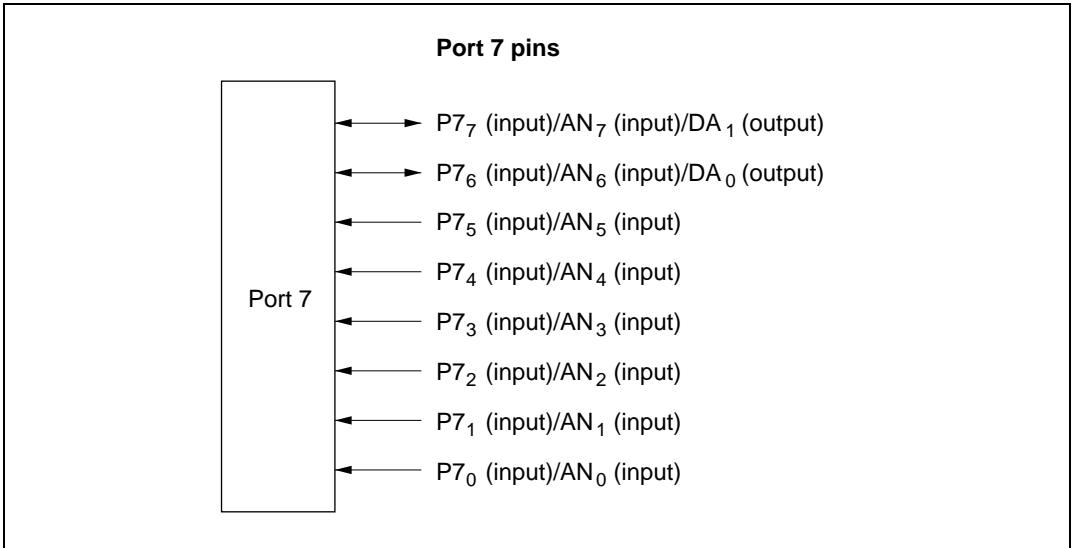 Port 7 pins
P7₇ (input)/AN₇ (input)/DA₁ (output)
P7₆ (input)/AN₆ (input)/DA₀ (output)
P7₅ (input)/AN₅ (input)
P7₄ (input)/AN₄ (input)
Port 7
P7₃ (input)/AN₃ (input)
P7₂ (input)/AN₂ (input)
P7₁ (input)/AN₁ (input)
P7₀ (input)/AN₀ (input)